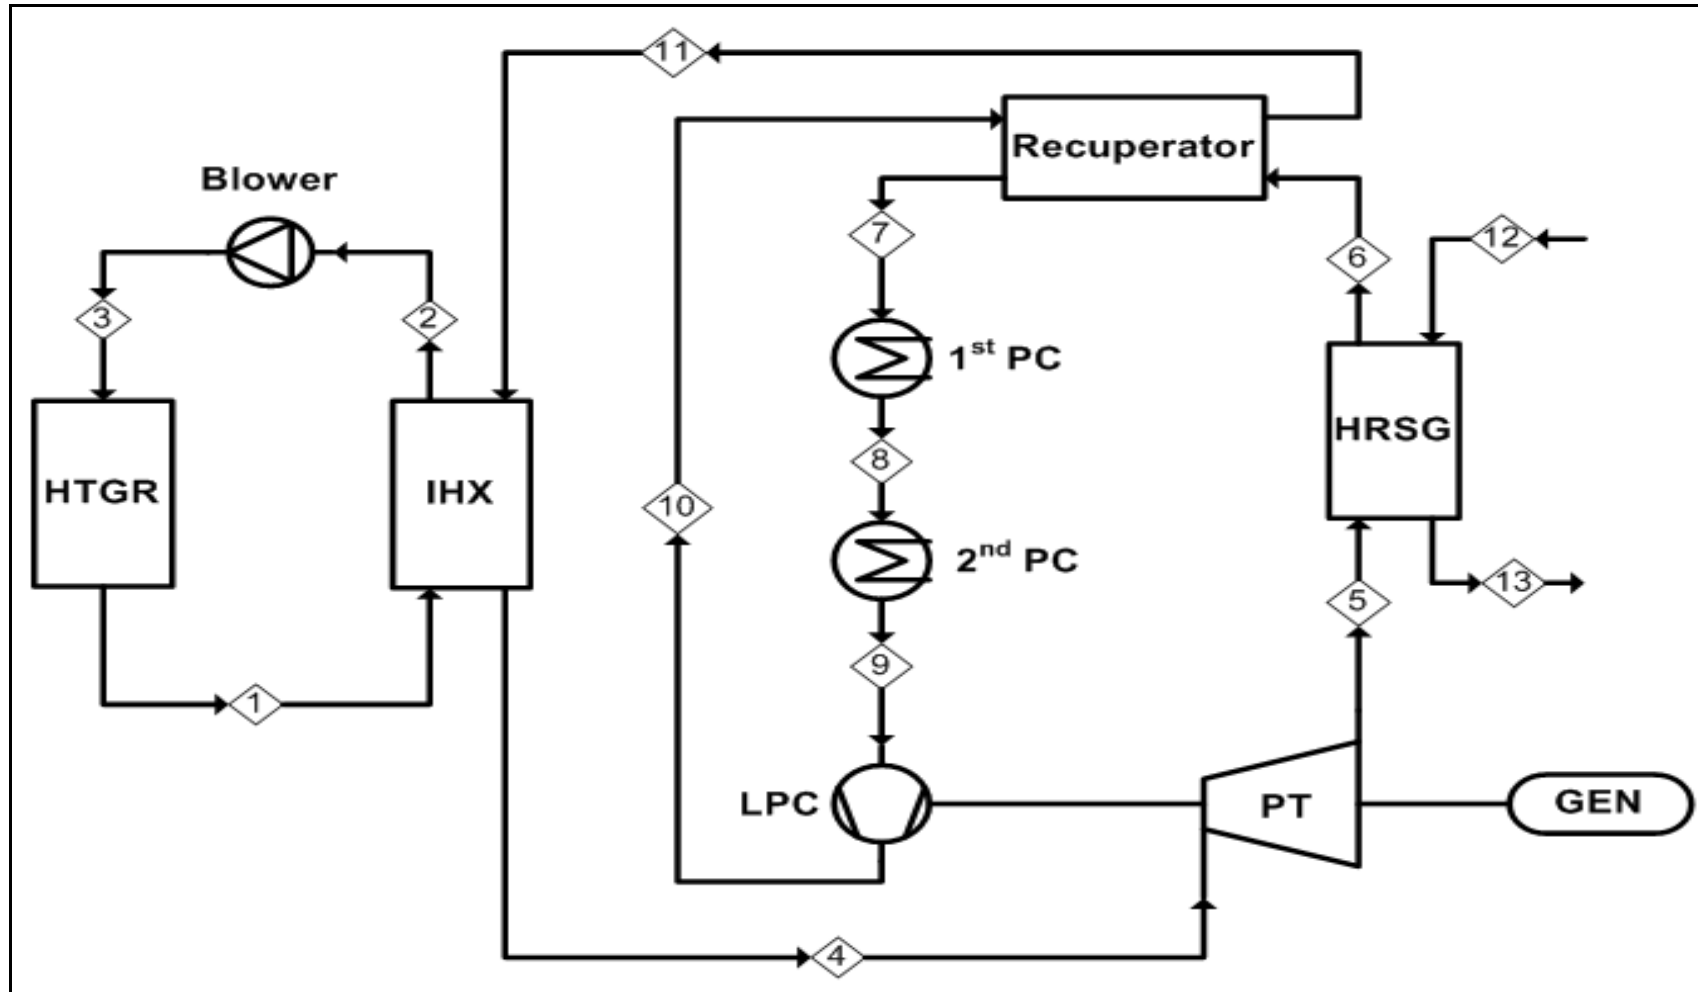 11
Recuperator
Blower
7
12
6
3
2
1st PC
HRSG
8
HTGR
IHX
10
2nd PC
13
5
9
1
LPC
PT
GEN
4